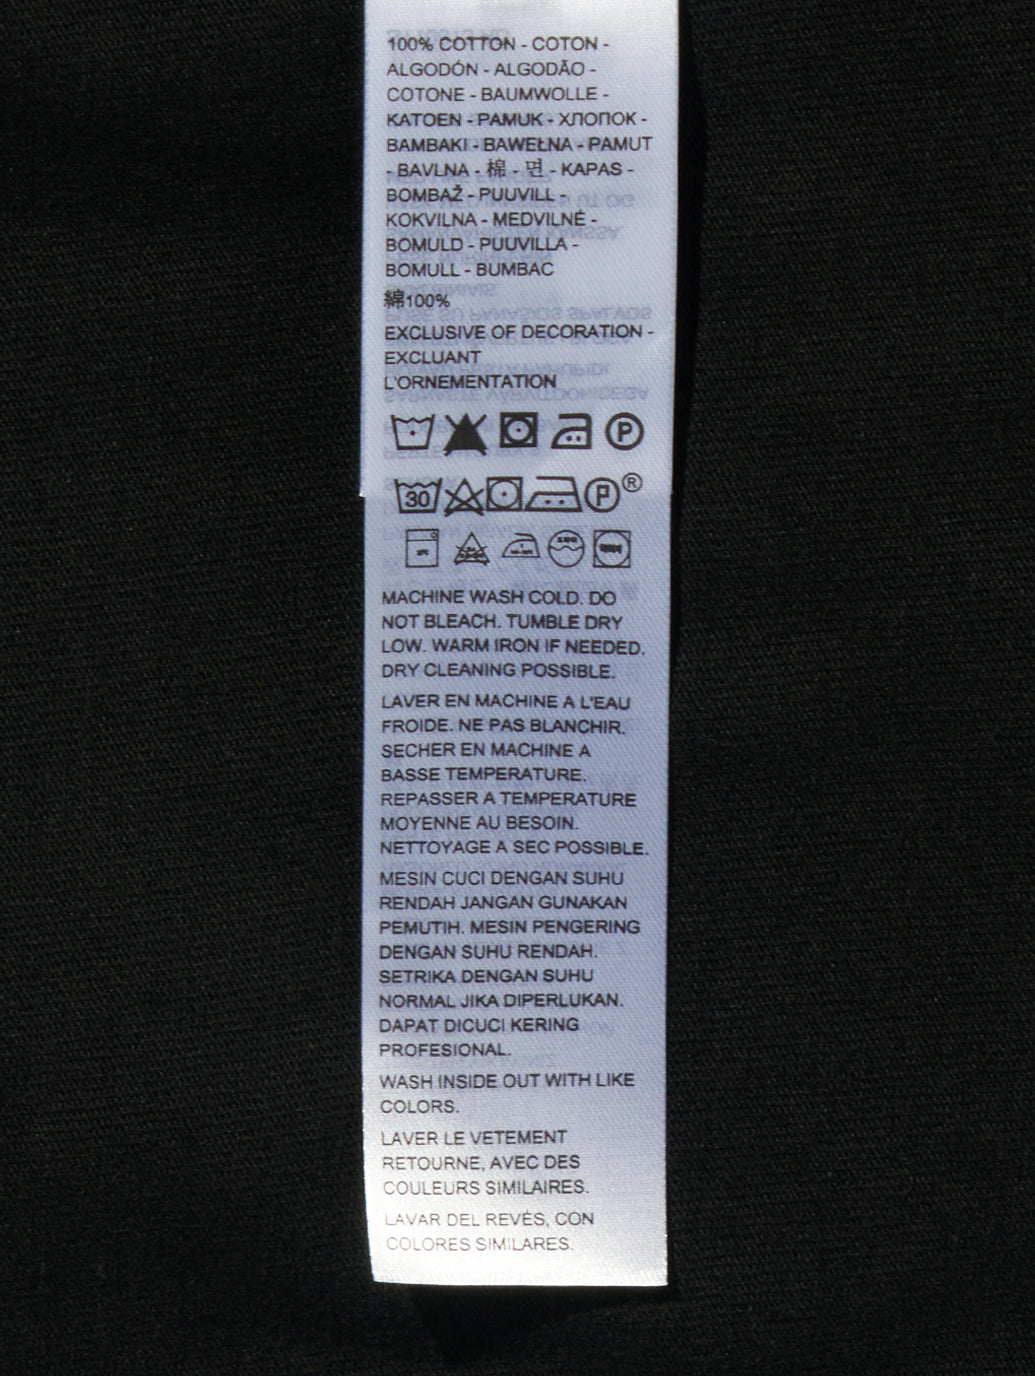 100% COTTON - COTON -
ALGODÓN - ALGODÃO -
COTONE - BAUMWOLLE -
KATOEN - PAMUK - ХЛОПОК -
BAMBAKI - BAWEŁNA - PAMUT
- BAVLNA - 棉 - 면 - KAPAS -
BOMBAŽ - PUUVILL -
KOKVILNA - MEDVILNĖ -
BOMULD - PUUVILLA -
BOMULL - BUMBAC
綿100%
EXCLUSIVE OF DECORATION -
EXCLUANT
L'ORNEMENTATION
P
30 P ®
MACHINE WASH COLD. DO
NOT BLEACH. TUMBLE DRY
LOW. WARM IRON IF NEEDED.
DRY CLEANING POSSIBLE.
LAVER EN MACHINE A L'EAU
FROIDE. NE PAS BLANCHIR.
SECHER EN MACHINE A
BASSE TEMPERATURE.
REPASSER A TEMPERATURE
MOYENNE AU BESOIN.
NETTOYAGE A SEC POSSIBLE.
MESIN CUCI DENGAN SUHU
RENDAH JANGAN GUNAKAN
PEMUTIH. MESIN PENGERING
DENGAN SUHU RENDAH.
SETRIKA DENGAN SUHU
NORMAL JIKA DIPERLUKAN.
DAPAT DICUCI KERING
PROFESIONAL.
WASH INSIDE OUT WITH LIKE
COLORS.
LAVER LE VETEMENT
RETOURNE, AVEC DES
COULEURS SIMILAIRES.
LAVAR DEL REVÉS, CON
COLORES SIMILARES.